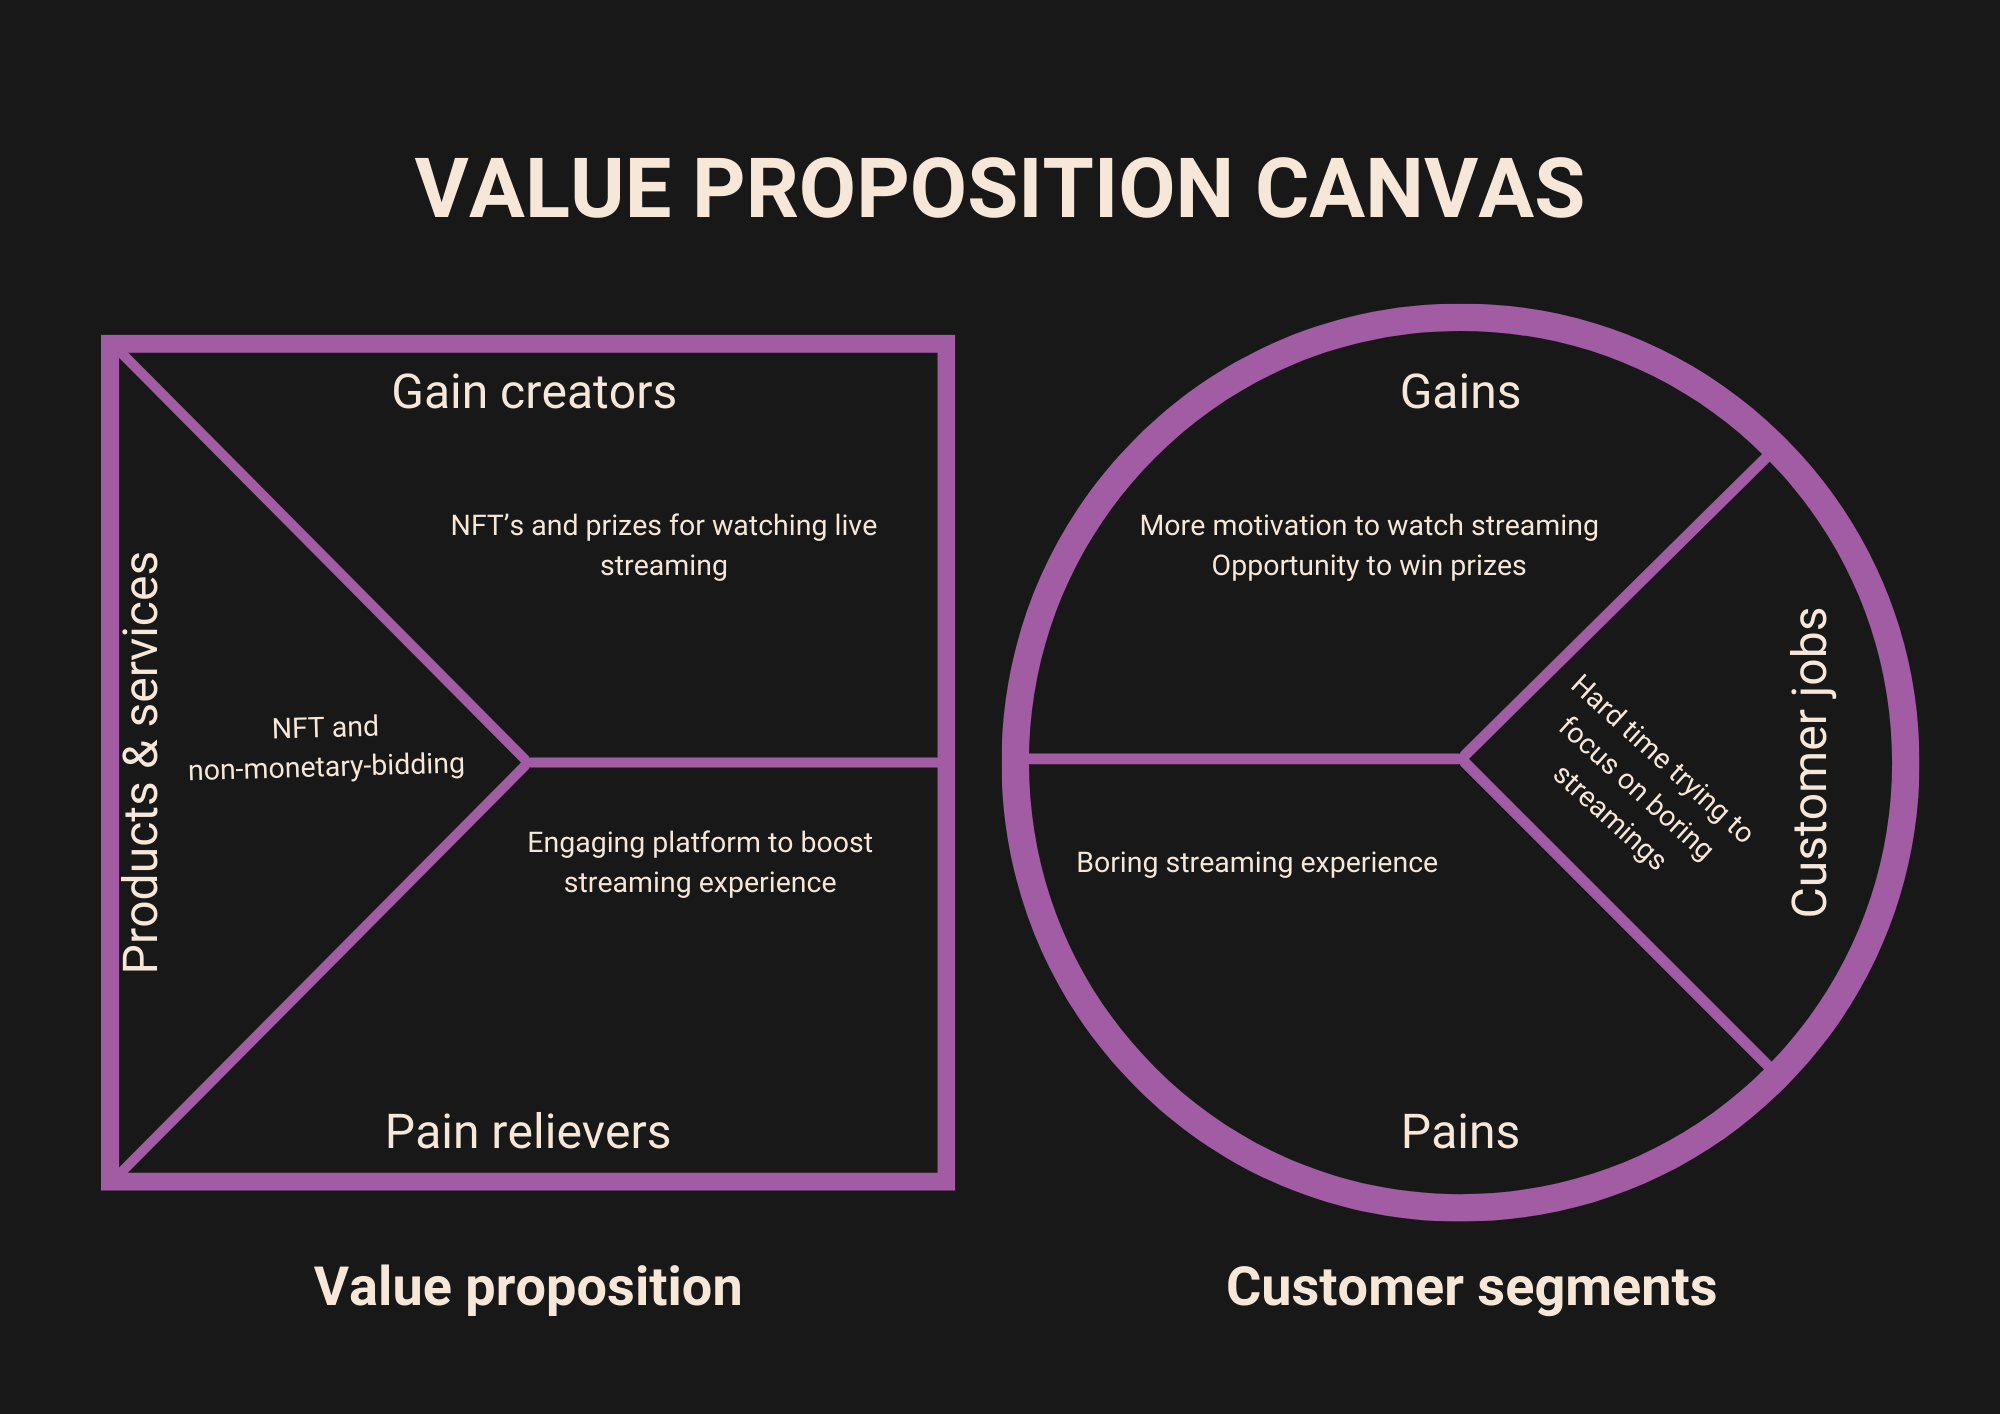 VALUE PROPOSITION CANVAS
Gain creators
NFT’s and prizes for watching live
streaming
Products & services
NFT and
non-monetary-bidding
Engaging platform to boost
streaming experience
Pain relievers
Value proposition
Gains
More motivation to watch streaming
Opportunity to win prizes
Customer jobs
Hard time trying to
focus on boring
streamings
Boring streaming experience
Pains
Customer segments